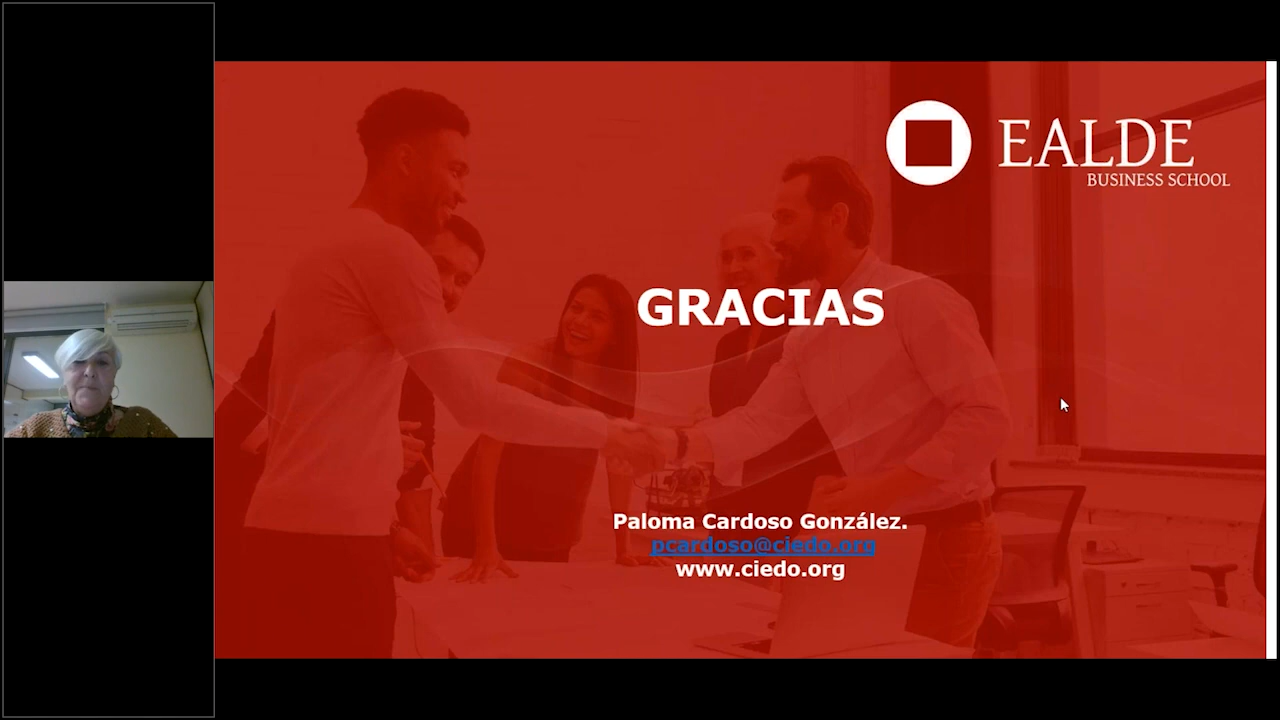 EALDE
BUSINESS SCHOOL
GRACIAS
Paloma Cardoso González.
pcardoso@ciedo.org
www.ciedo.org